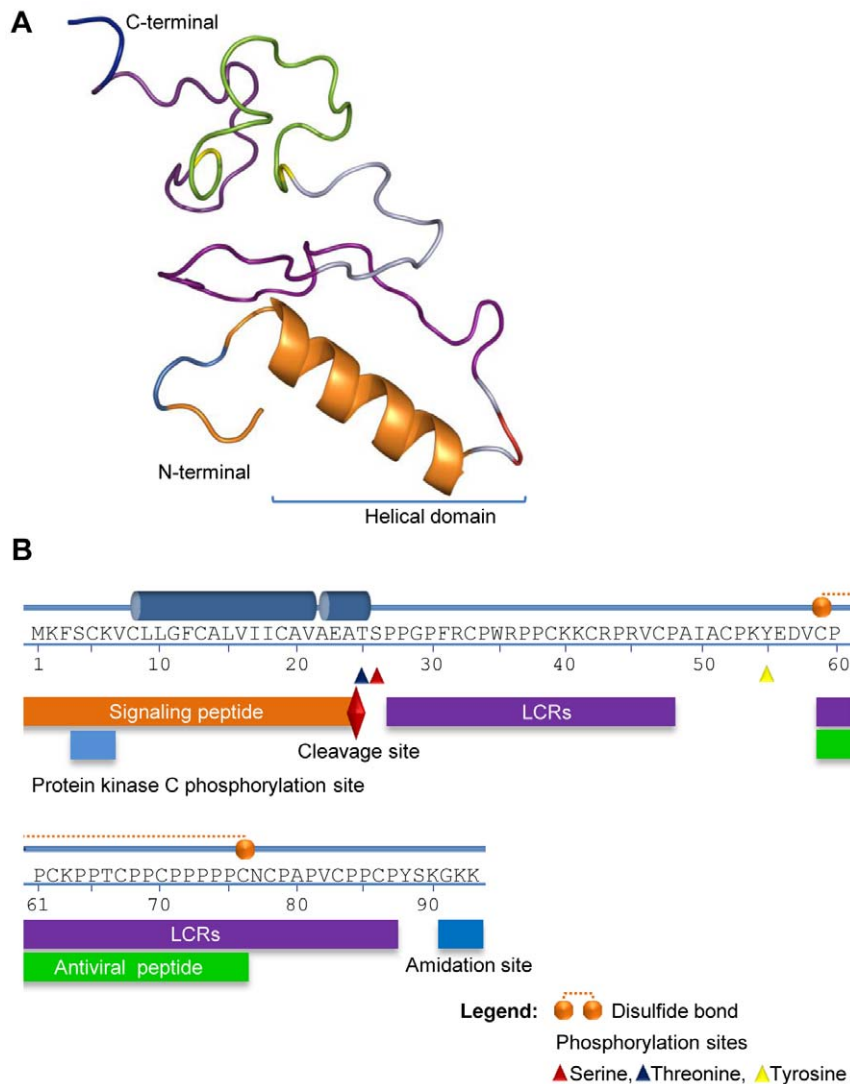 A
C-terminal
N-terminal
Helical domain
B
MKFSCKVCLLGFCALVIICAVAEATSPPGPFRCPWRPPCKKCRPRVCPAIACPKYEDVCP
1 10 20 30 40 50 60
Signaling peptide LCRs
Cleavage site
Protein kinase C phosphorylation site
PCKPPTCPPCPPPPPCNCPAPVCPPCPYSKGKK
61 70 80 90
LCRs
Antiviral peptide Amidation site
Legend: Disulfide bond
Phosphorylation sites
Serine, Threonine, Tyrosine